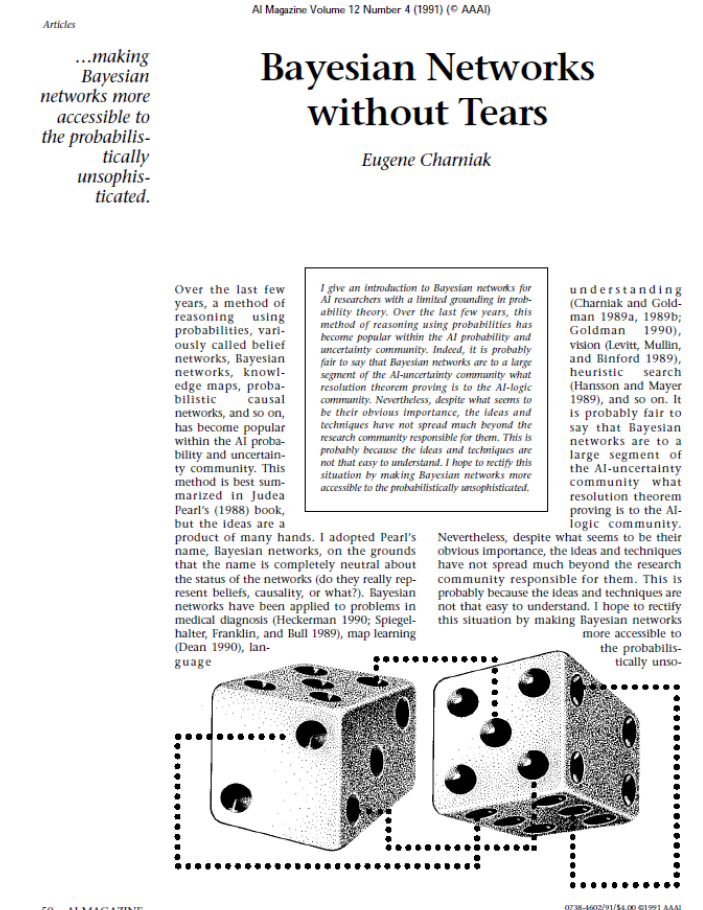 AI Magazine Volume 12 Number 4 (1991) (© AAAI)
Articles
…making
Bayesian
networks more
accessible to
the probabilis-
tically
unsophis-
ticated.
Bayesian Networks
without Tears
Eugene Charniak
I give an introduction to Bayesian networks for
AI researchers with a limited grounding in prob-
ability theory. Over the last few years, this
method of reasoning using probabilities has
become popular within the AI probability and
uncertainty community. Indeed, it is probably
fair to say that Bayesian networks are to a large
segment of the AI-uncertainty community what
resolution theorem proving is to the AI-logic
community. Nevertheless, despite what seems to
be their obvious importance, the ideas and
techniques have not spread much beyond the
research community responsible for them. This is
probably because the ideas and techniques are
not that easy to understand. I hope to rectify this
situation by making Bayesian networks more
accessible to the probabilistically unsophisticated.
Over the last few
years, a method of
reasoning using
probabilities, vari-
ously called belief
networks, Bayesian
networks, knowl-
edge maps, proba-
bilistic causal
networks, and so on,
has become popular
within the AI proba-
bility and uncertain-
ty community. This
method is best sum-
marized in Judea
Pearl's (1988) book,
but the ideas are a
product of many hands. I adopted Pearl's
name, Bayesian networks, on the grounds
that the name is completely neutral about
the status of the networks (do they really rep-
resent beliefs, causality, or what?). Bayesian
networks have been applied to problems in
medical diagnosis (Heckerman 1990; Spiegel-
halter, Franklin, and Bull 1989), map learning
(Dean 1990), lan-
guage
understanding
(Charniak and Gold-
man 1989a, 1989b;
Goldman 1990),
vision (Levitt, Mullin,
and Binford 1989),
heuristic search
(Hansson and Mayer
1989), and so on. It
is probably fair to
say that Bayesian
networks are to a
large segment of
the AI-uncertainty
community what
resolution theorem
proving is to the AI-
logic community.
Nevertheless, despite what seems to be their
obvious importance, the ideas and techniques
have not spread much beyond the research
community responsible for them. This is
probably because the ideas and techniques are
not that easy to understand. I hope to rectify
this situation by making Bayesian networks
more accessible to
the probabilis-
tically unso-
50 AI MAGAZINE
0738-4602/91/$4.00 ©1991 AAAI